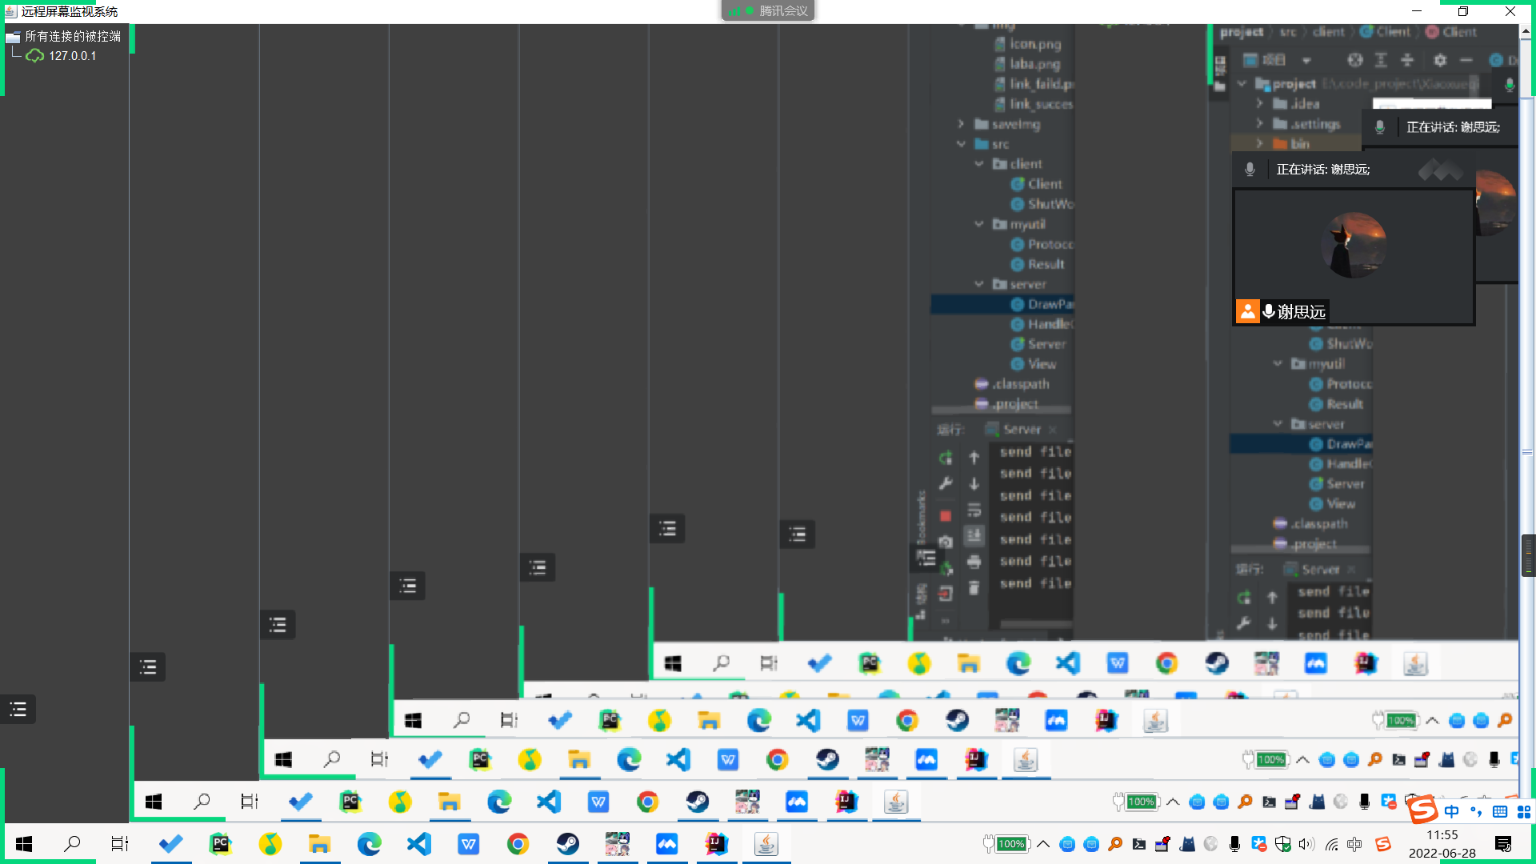 远程屏幕监视系统
腾讯会议
所有连接的被控端
127.0.0.1
icon.png
laba.png
link_faild.p
link_succes
saveImg
src
client
Client
ShutWo
myutil
Protoco
Result
server
DrawPa
Handle
Server
View
.classpath
.project
运行:
Server
send file
send file
send file
send file
send file
send file
send file
Bookmarks
结构
project
src
client
Client
Client
项目
project
.idea
.settings
bin
正在讲话: 谢思远;
正在讲话: 谢思远;
谢思远
ShutWo
myutil
Protoco
Result
server
DrawPa
Handle
Server
View
.classpath
.project
运行:
Server
send file
send file
send file
100%
100%
100%
中
100%
中
11:55
2022-06-28